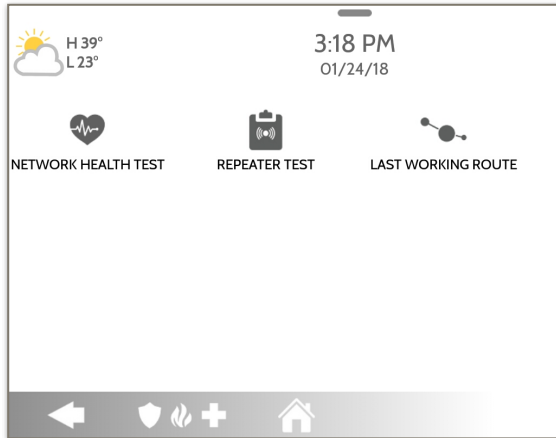 H 39°
L 23°
3:18 PM
01/24/18
NETWORK HEALTH TEST
REPEATER TEST
LAST WORKING ROUTE